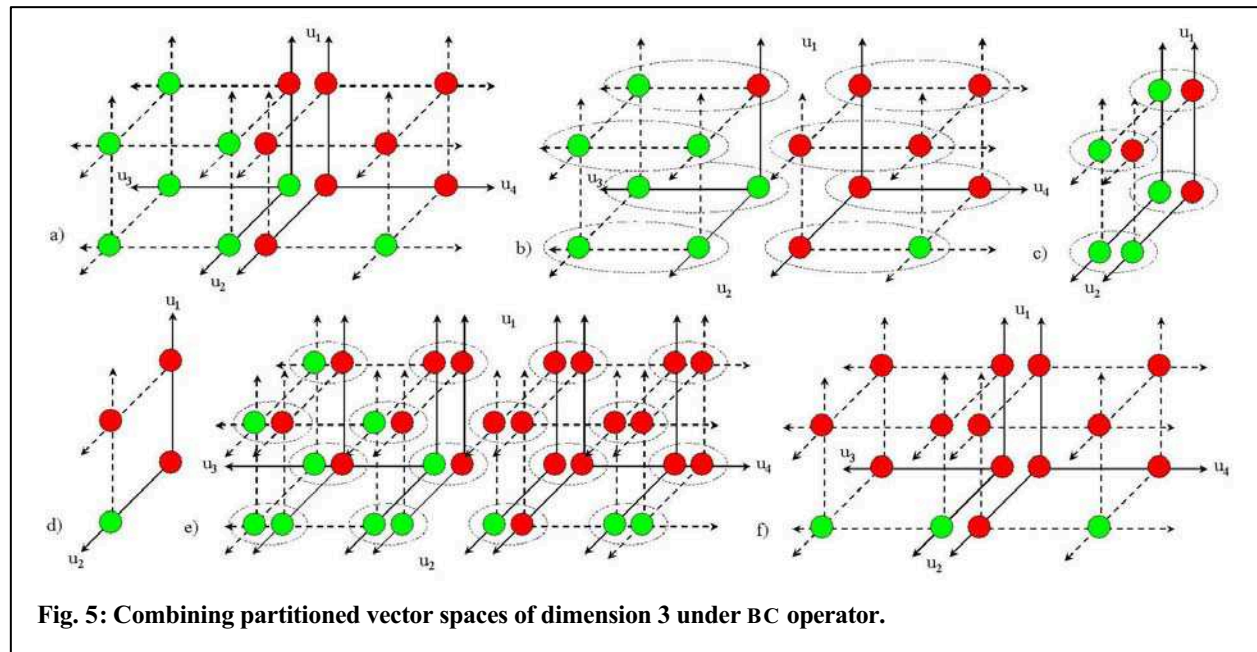 u₁
u₃
u₄
a)
u₂
u₁
u₃
u₄
b)
u₂
u₁
c)
u₂
u₁
d)
u₂
u₁
u₃
u₄
e)
u₂
u₁
u₃
u₄
f)
u₂
Fig. 5: Combining partitioned vector spaces of dimension 3 under BC operator.